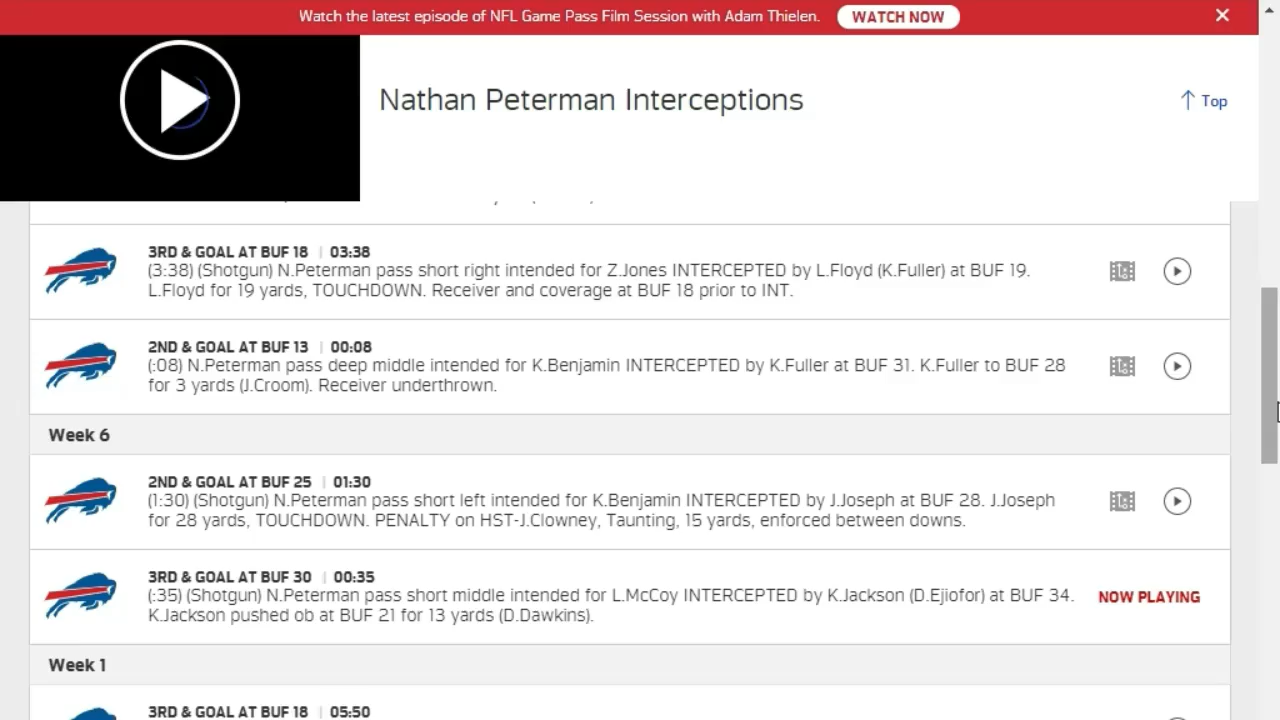 Watch the latest episode of NFL Game Pass Film Session with Adam Thielen. WATCH NOW
Nathan Peterman Interceptions
Top
3RD & GOAL AT BUF 18 | 03:38
(3:38) (Shotgun) N.Peterman pass short right intended for Z.Jones INTERCEPTED by L.Floyd (K.Fuller) at BUF 19.
L.Floyd for 19 yards, TOUCHDOWN. Receiver and coverage at BUF 18 prior to INT.
2ND & GOAL AT BUF 13 | 00:08
(:08) N.Peterman pass deep middle intended for K.Benjamin INTERCEPTED by K.Fuller at BUF 31. K.Fuller to BUF 28
for 3 yards (J.Croom). Receiver underthrown.
Week 6
2ND & GOAL AT BUF 25 | 01:30
(1:30) (Shotgun) N.Peterman pass short left intended for K.Benjamin INTERCEPTED by J.Joseph at BUF 28. J.Joseph
for 28 yards, TOUCHDOWN. PENALTY on HST-J.Clowney, Taunting, 15 yards, enforced between downs.
3RD & GOAL AT BUF 30 | 00:35
(:35) (Shotgun) N.Peterman pass short middle intended for L.McCoy INTERCEPTED by K.Jackson (D.Ejiofor) at BUF 34.
K.Jackson pushed ob at BUF 21 for 13 yards (D.Dawkins).
NOW PLAYING
Week 1
3RD & GOAL AT BUF 18 | 05:50